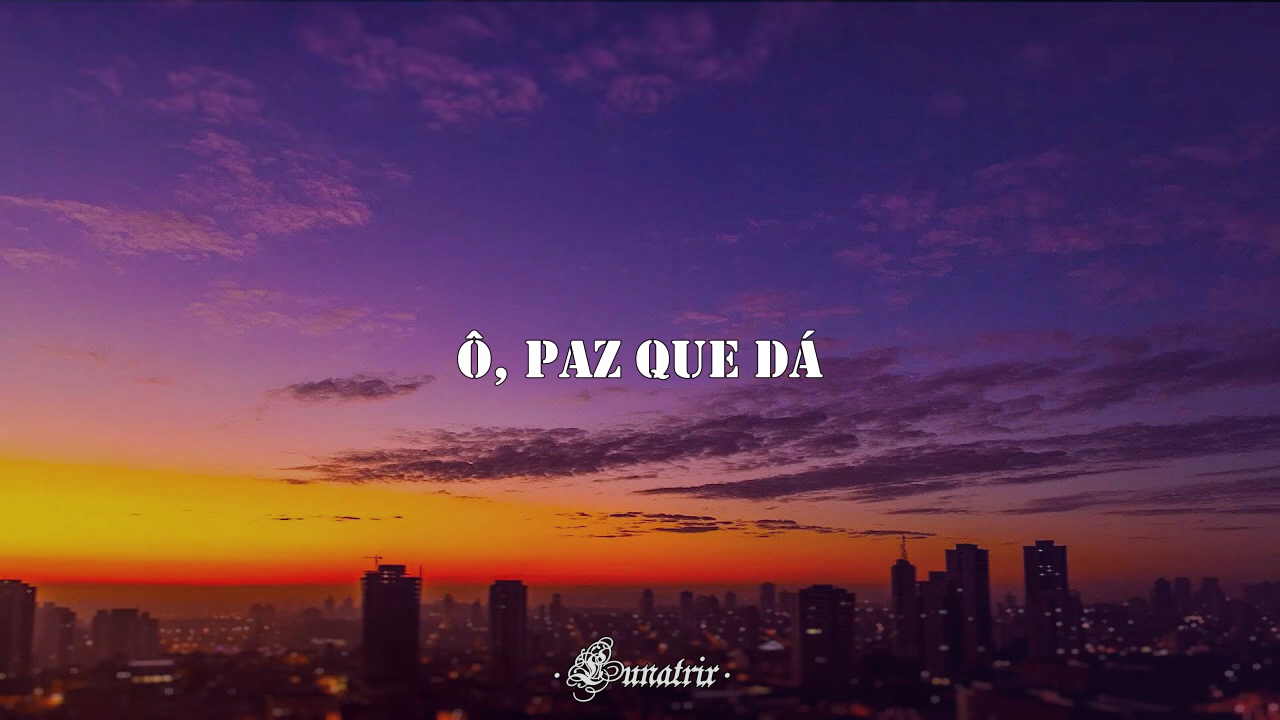 Ô, PAZ QUE DÁ
· Lunatrix ·